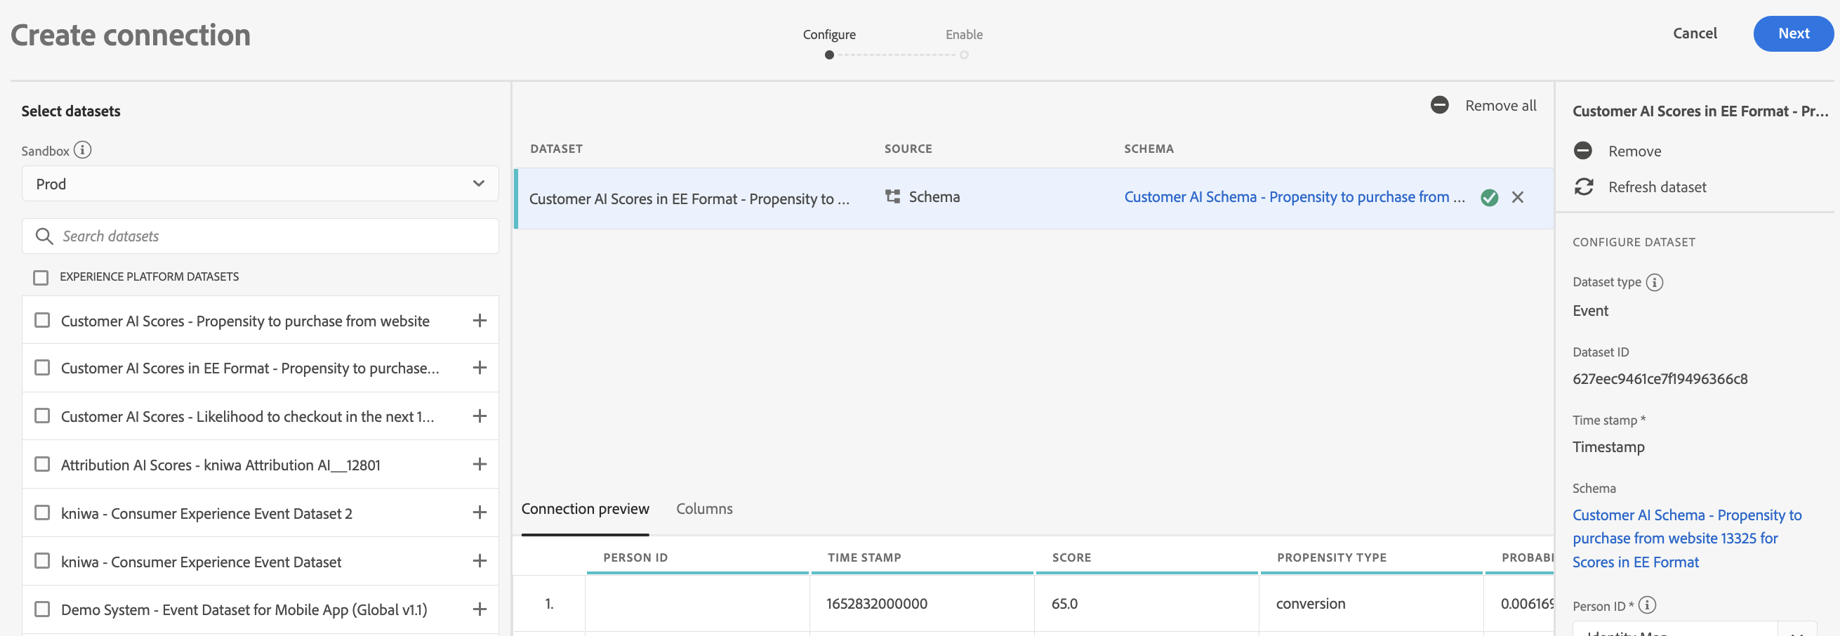 Create connection
Configure
Enable
Cancel
Next
Select datasets
Sandbox
Prod
Search datasets
EXPERIENCE PLATFORM DATASETS
Customer AI Scores - Propensity to purchase from website
Customer AI Scores in EE Format - Propensity to purchase...
Customer AI Scores - Likelihood to checkout in the next 1...
Attribution AI Scores - kniwa Attribution AI__12801
kniwa - Consumer Experience Event Dataset 2
kniwa - Consumer Experience Event Dataset
Demo System - Event Dataset for Mobile App (Global v1.1)
Remove all
DATASET SOURCE SCHEMA
Customer AI Scores in EE Format - Propensity to ... Schema Customer AI Schema - Propensity to purchase from ...
Connection preview Columns
PERSON ID TIME STAMP SCORE PROPENSITY TYPE
1. 1652832000000 65.0 conversion
Customer AI Scores in EE Format - Pr...
Remove
Refresh dataset
CONFIGURE DATASET
Dataset type
Event
Dataset ID
627eec9461ce7f19496366c8
Time stamp *
Timestamp
Schema
Customer AI Schema - Propensity to
purchase from website 13325 for
Scores in EE Format
Person ID *